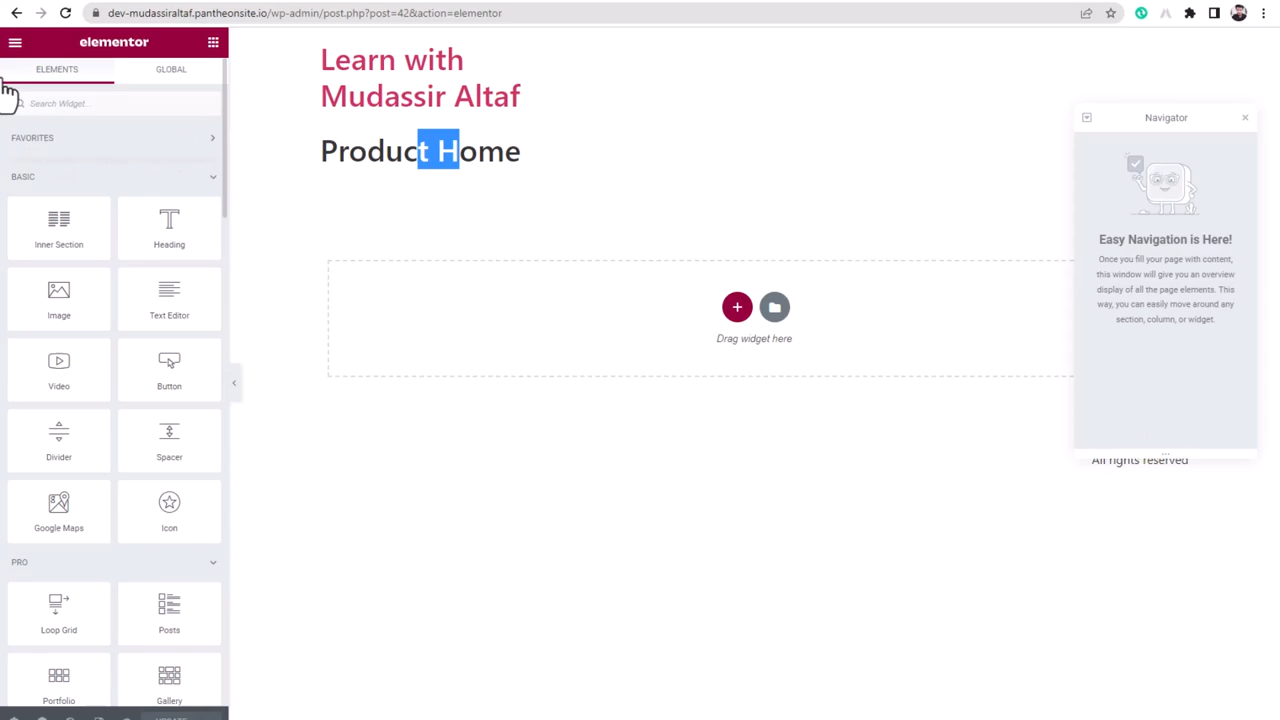 dev-mudassiraltaf.pantheonsite.io/wp-admin/post.php?post=42&action=elementor
elementor
ELEMENTS
GLOBAL
Search Widget...
FAVORITES
BASIC
Inner Section
Heading
Image
Text Editor
Video
Button
Divider
Spacer
Google Maps
Icon
PRO
Loop Grid
Posts
Portfolio
Gallery
UPDATE
Learn with
Mudassir Altaf
Product Home
Drag widget here
Navigator
Easy Navigation is Here!
Once you fill your page with content,
this window will give you an overview
display of all the page elements. This
way, you can easily move around any
section, column, or widget.
All rights reserved